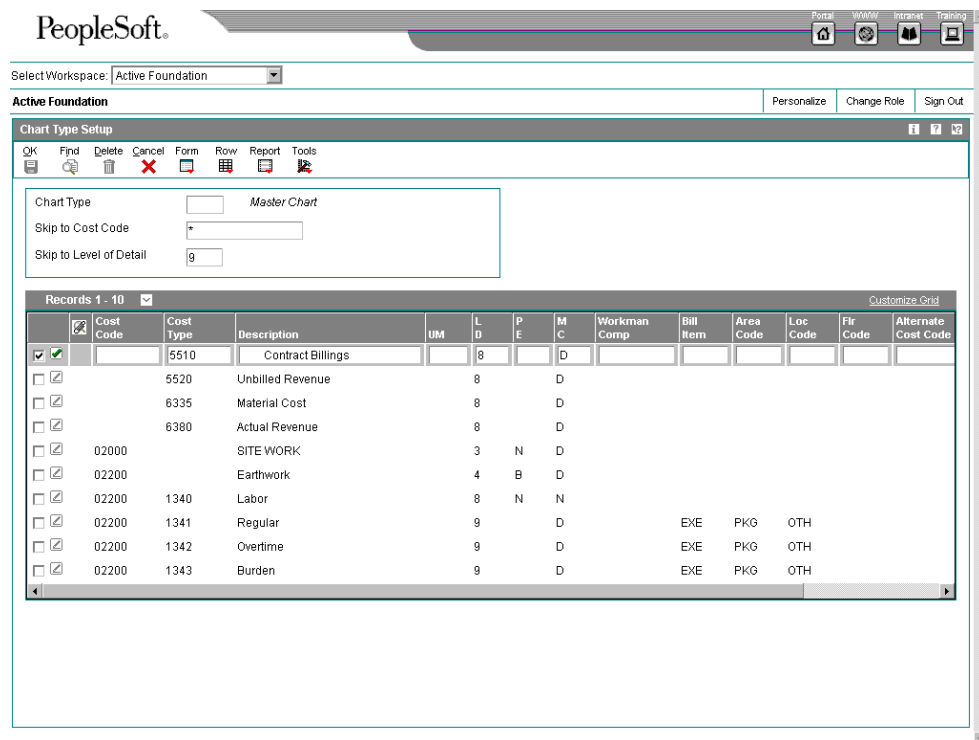 Portal WWW Intranet Training
PeopleSoft®
Select Workspace: Active Foundation
Active Foundation Personalize Change Role Sign Out
Chart Type Setup
OK Find Delete Cancel Form Row Report Tools
Chart Type Master Chart
Skip to Cost Code *
Skip to Level of Detail 9
Records 1 - 10 Customize Grid
Cost Code Cost Type Description UM L D P E M C Workman Comp Bill Item Area Code Loc Code Flr Code Alternate Cost Code
5510 Contract Billings 8 D
5520 Unbilled Revenue 8 D
6335 Material Cost 8 D
6380 Actual Revenue 8 D
02000 SITE WORK 3 N D
02200 Earthwork 4 B D
02200 1340 Labor 8 N N
02200 1341 Regular 9 D EXE PKG OTH
02200 1342 Overtime 9 D EXE PKG OTH
02200 1343 Burden 9 D EXE PKG OTH